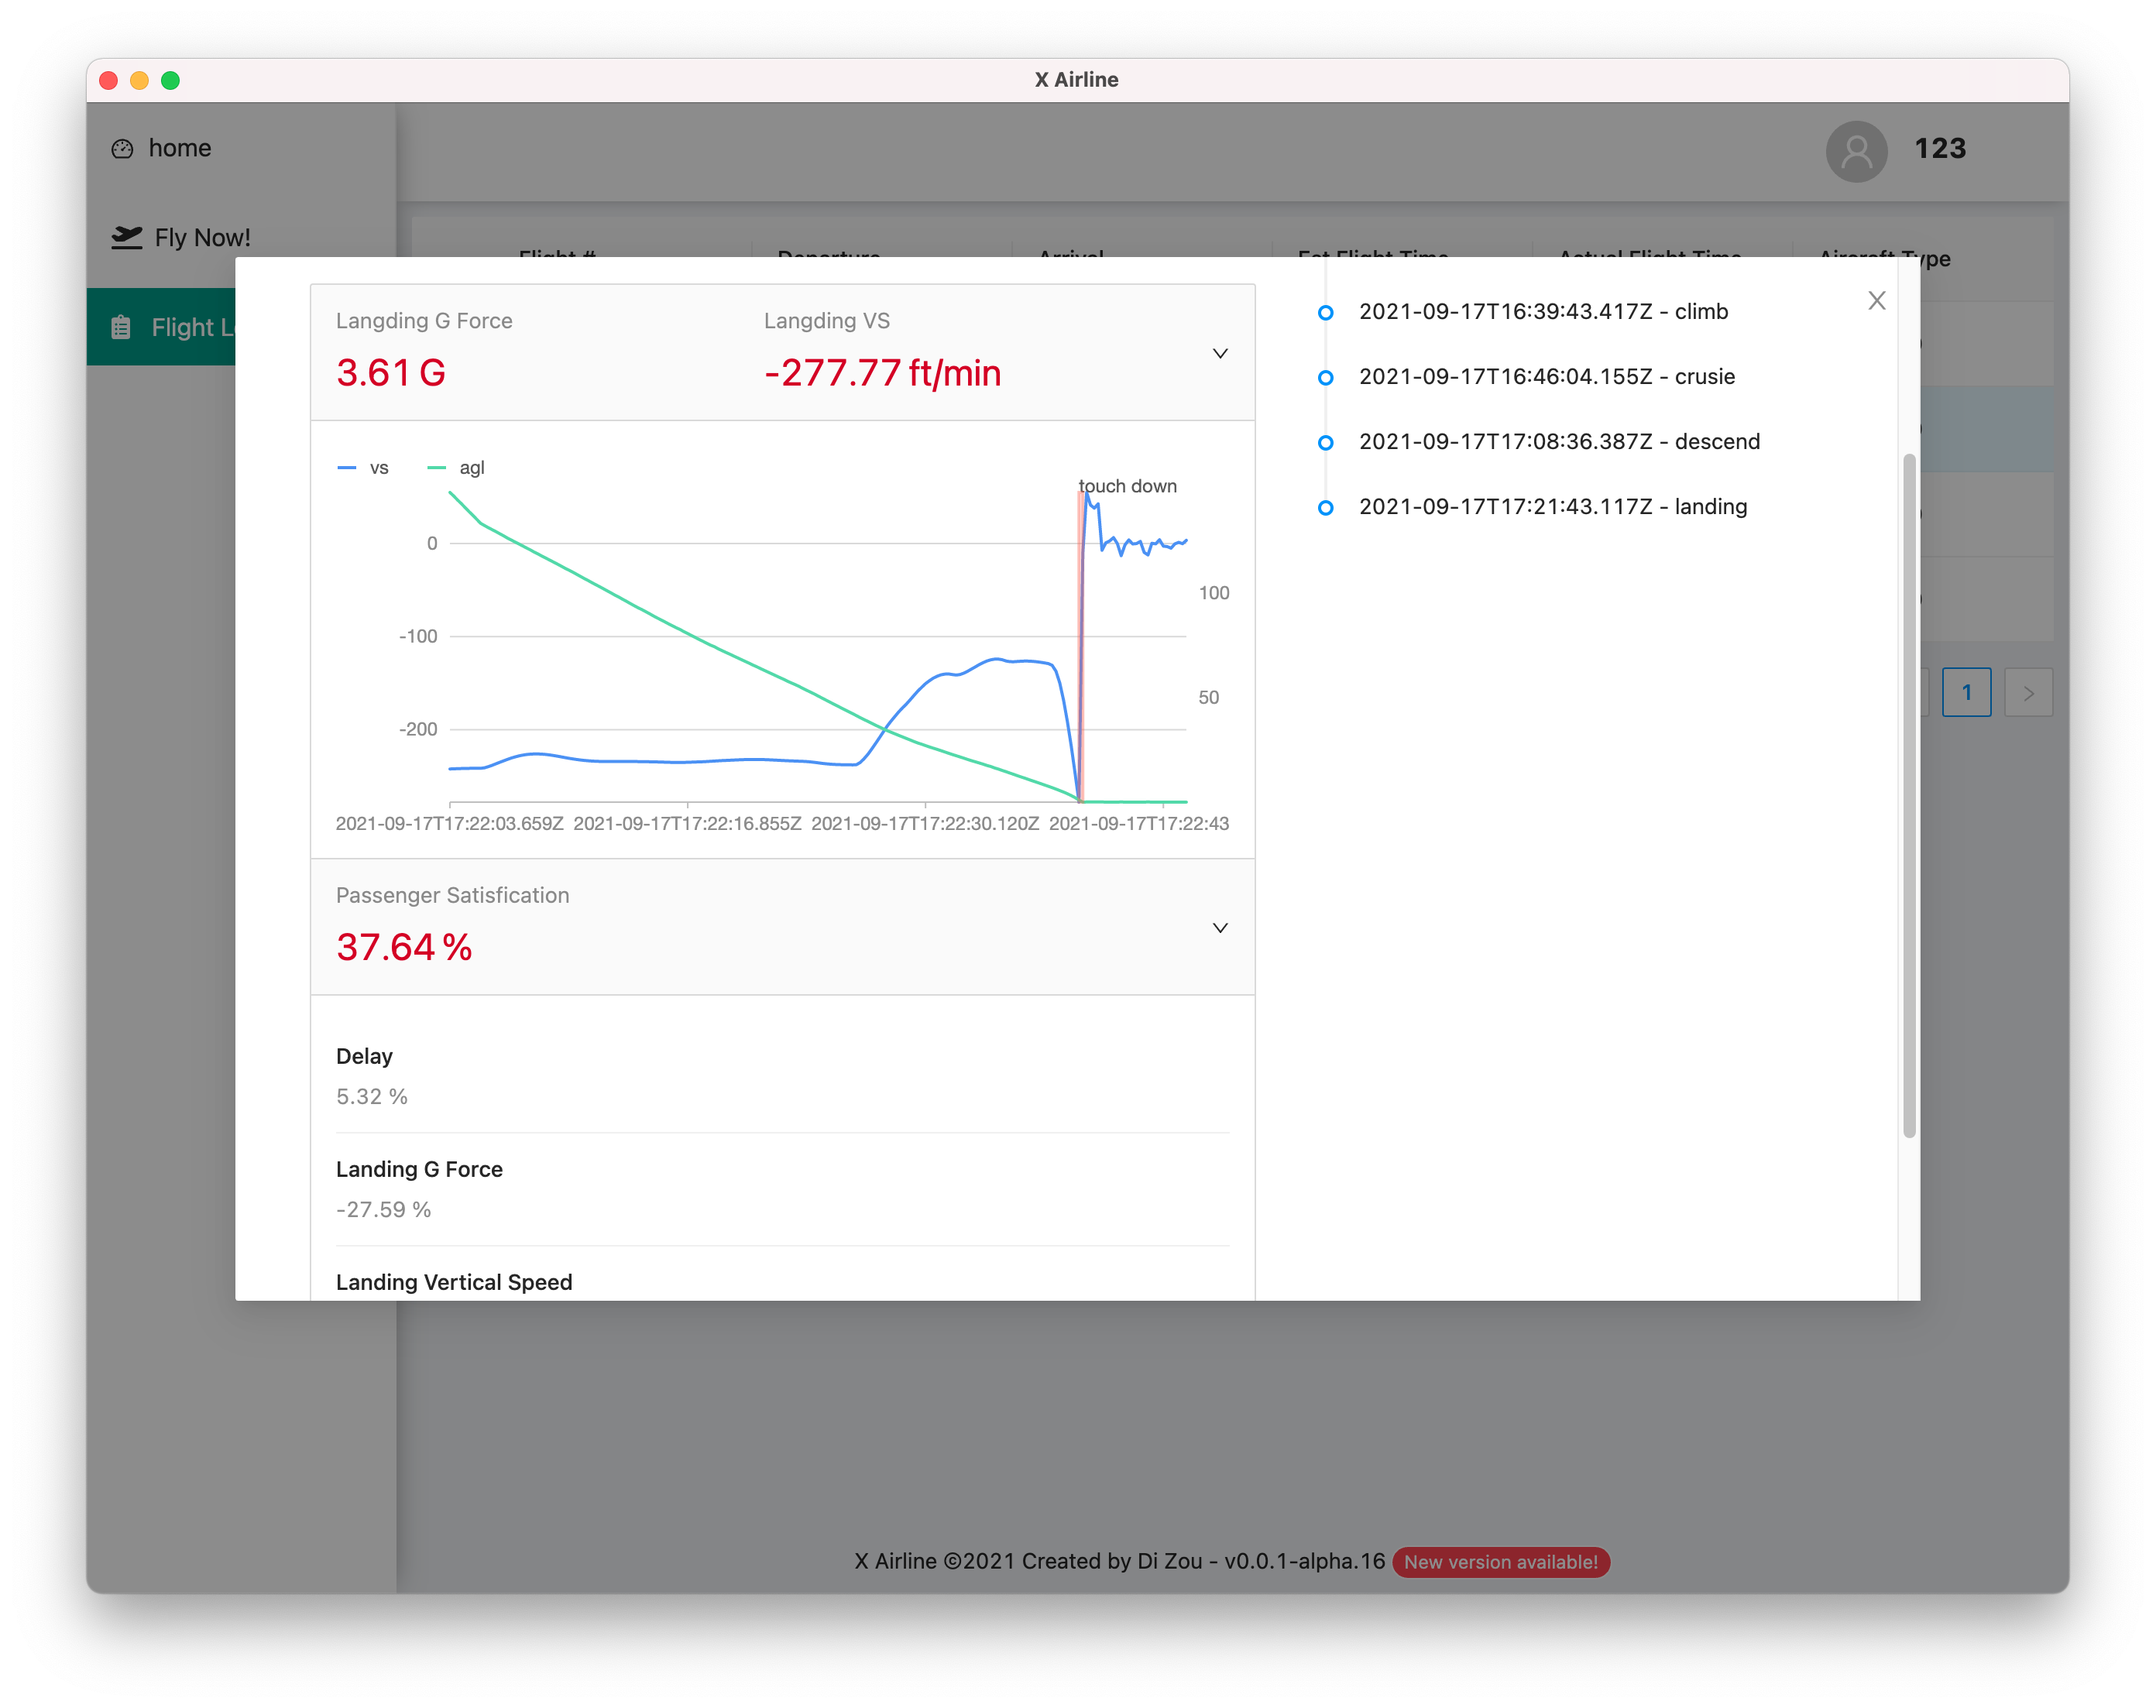 X Airline
home
123
Fly Now!
Flight # Departure Arrival Est Flight Time Actual Flight Time Aircraft Type
Flight L
Langding G Force Langding VS
3.61 G -277.77 ft/min
X
2021-09-17T16:39:43.417Z - climb
2021-09-17T16:46:04.155Z - crusie
2021-09-17T17:08:36.387Z - descend
2021-09-17T17:21:43.117Z - landing
vs agl
touch down
0
-100
-200
100
50
2021-09-17T17:22:03.659Z 2021-09-17T17:22:16.855Z 2021-09-17T17:22:30.120Z 2021-09-17T17:22:43
1 >
Passenger Satisfication
37.64 %
Delay
5.32 %
Landing G Force
-27.59 %
Landing Vertical Speed
X Airline ©2021 Created by Di Zou - v0.0.1-alpha.16 New version available!